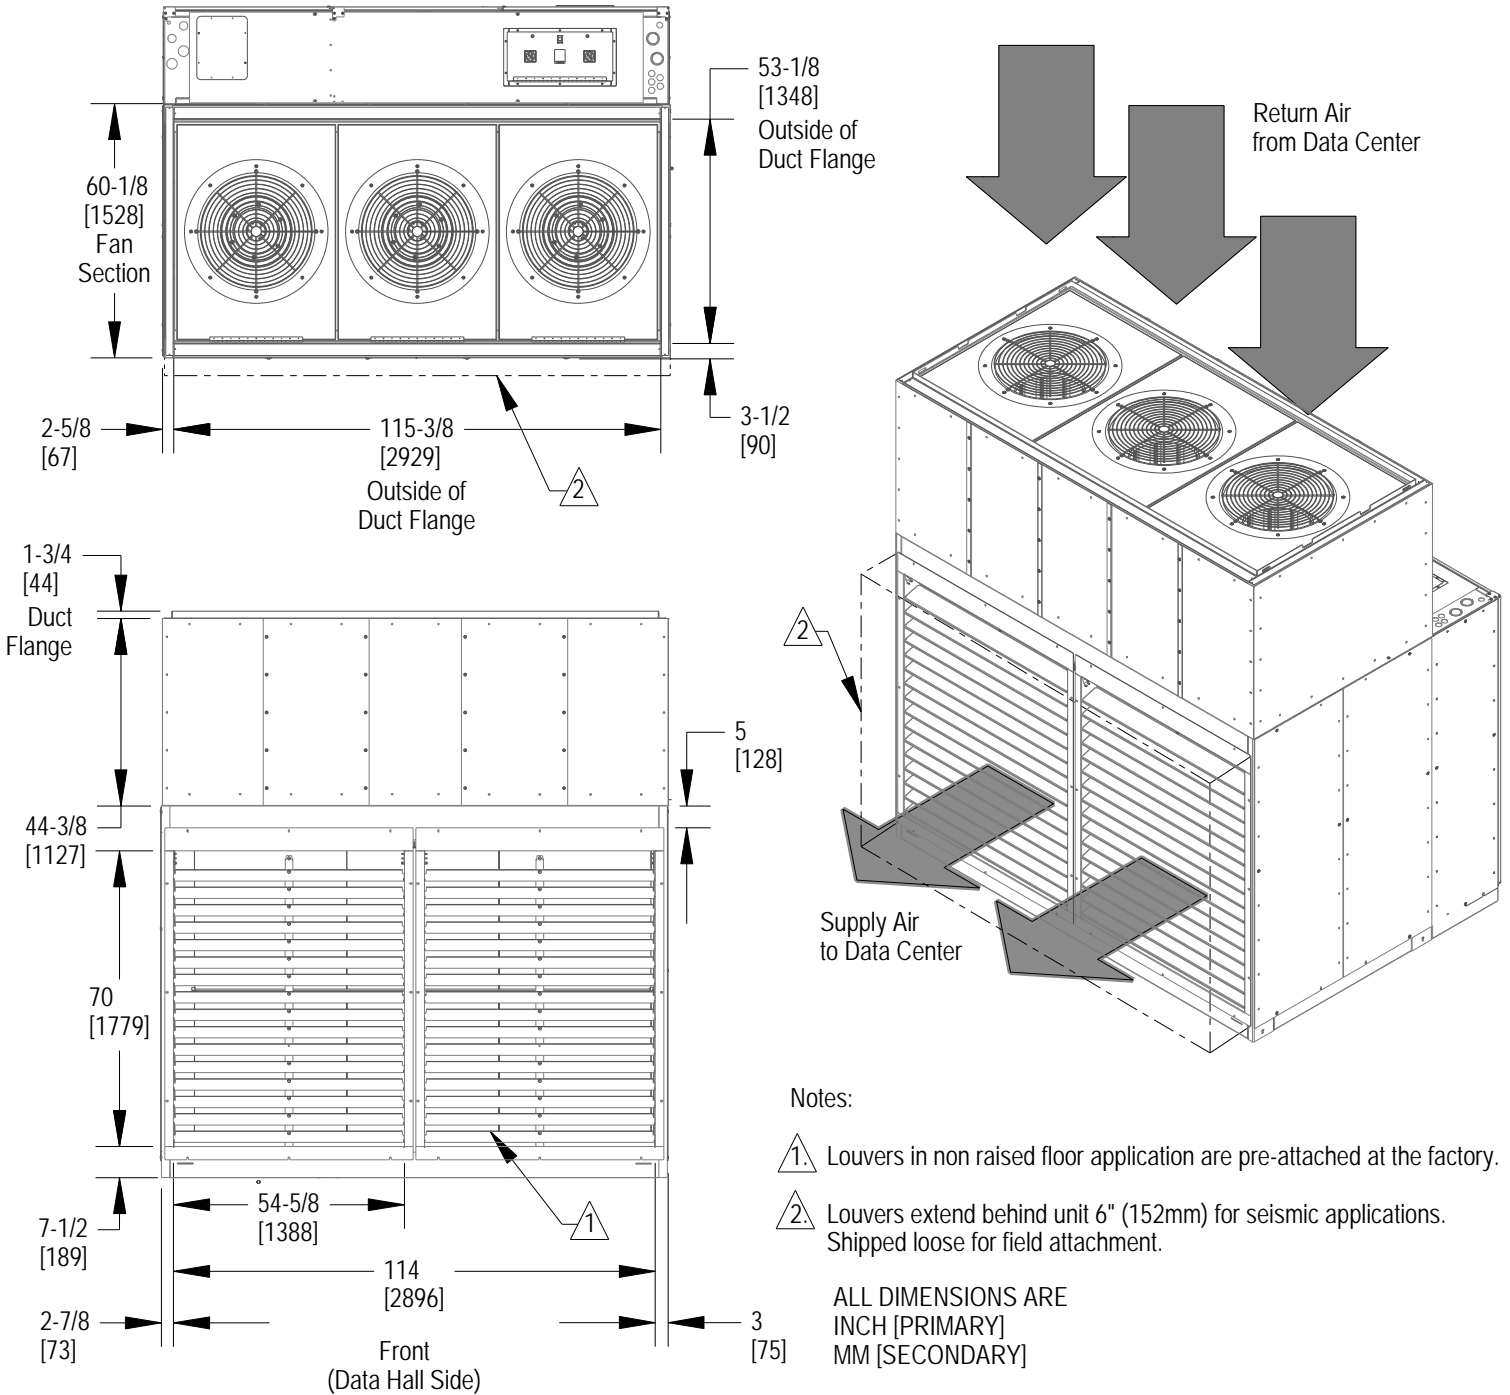 53-1/8
[1348]
Outside of
Duct Flange
Return Air
from Data Center
60-1/8
[1528]
Fan
Section
2-5/8
[67]
115-3/8
[2929]
Outside of
Duct Flange
3-1/2
[90]
2
1-3/4
[44]
Duct
Flange
2
5
[128]
44-3/8
[1127]
Supply Air
to Data Center
70
[1779]
7-1/2
[189]
54-5/8
[1388]
1
114
[2896]
2-7/8
[73]
3
[75]
Front
(Data Hall Side)
Notes:
1. Louvers in non raised floor application are pre-attached at the factory.
2. Louvers extend behind unit 6" (152mm) for seismic applications.
Shipped loose for field attachment.
ALL DIMENSIONS ARE
INCH [PRIMARY]
MM [SECONDARY]